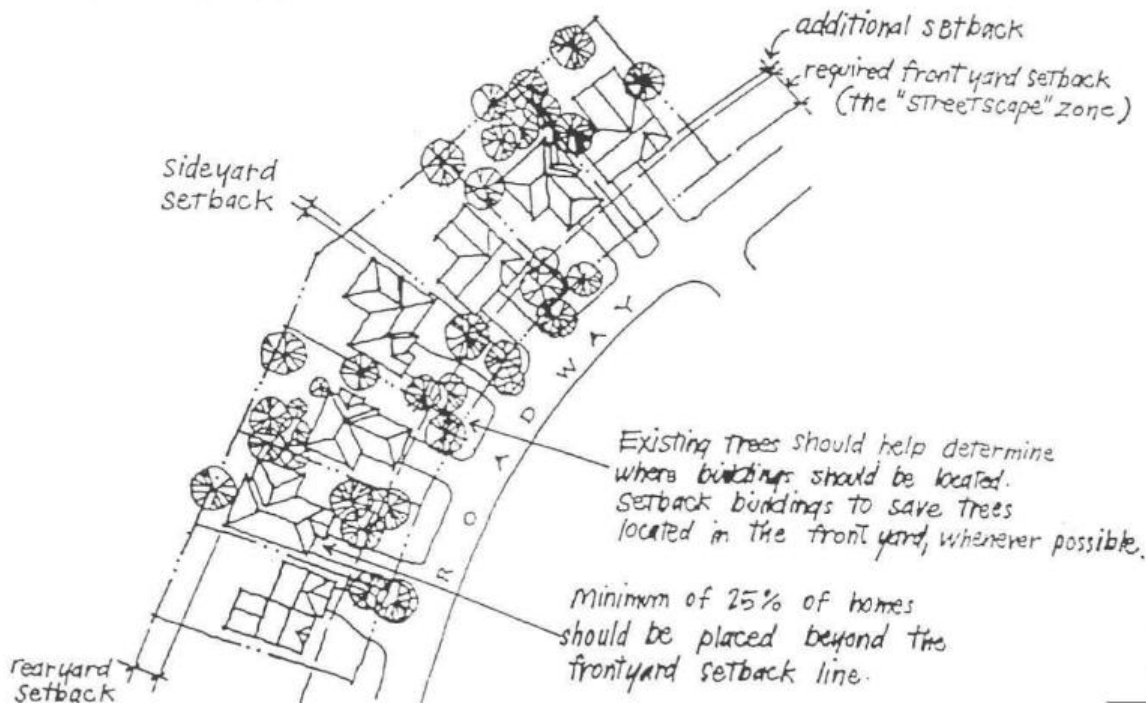 additional setback
required front yard setback
(the "streetscape" zone)
sideyard
setback
ROADWAY
Existing trees should help determine
where buildings should be located.
Setback buildings to save trees
located in the front yard, whenever possible.
Minimum of 25% of homes
should be placed beyond the
frontyard setback line.
rearyard
setback